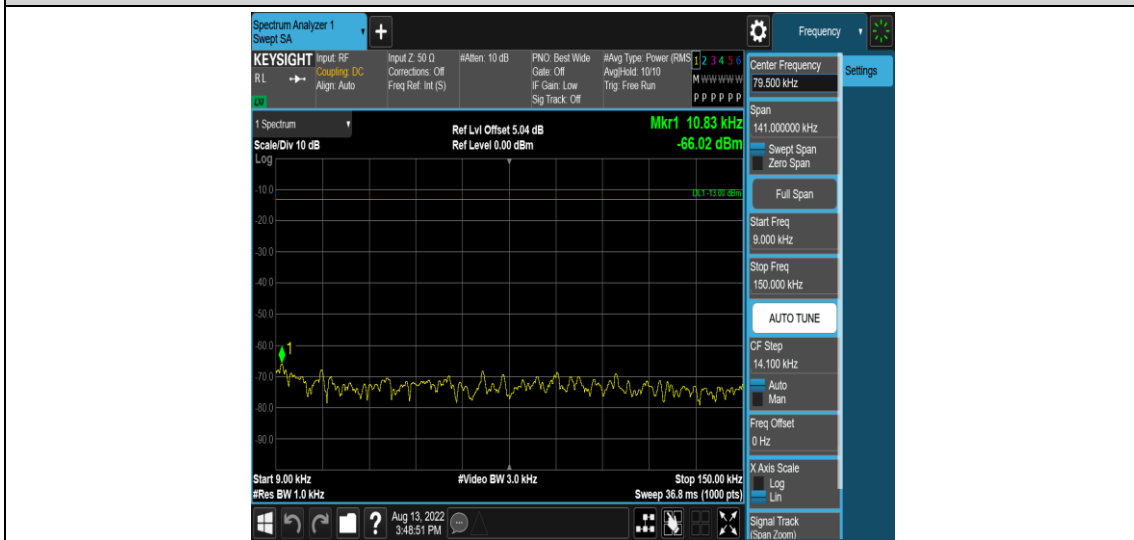 Spectrum Analyzer 1
Swept SA
+
Frequency
KEYSIGHT
RL
LXI
Input: RF
Coupling: DC
Align: Auto
Input Z: 50 Ω
Corrections: Off
Freq Ref: Int (S)
#Atten: 10 dB
PNO: Best Wide
Gate: Off
IF Gain: Low
Sig Track: Off
#Avg Type: Power (RMS
Avg|Hold: 10/10
Trig: Free Run
1 2 3 4 5 6
M W W W W W
P P P P P P
Center Frequency
79.500 kHz
Settings
1 Spectrum
Scale/Div 10 dB
Ref Lvl Offset 5.04 dB
Ref Level 0.00 dBm
Mkr1 10.83 kHz
-66.02 dBm
Log
DL1 -13.00 dBm
-10.0
-20.0
-30.0
-40.0
-50.0
-60.0
-70.0
-80.0
-90.0
1
Start 9.00 kHz
#Res BW 1.0 kHz
#Video BW 3.0 kHz
Stop 150.00 kHz
Sweep 36.8 ms (1000 pts)
Span
141.000000 kHz
Swept Span
Zero Span
Full Span
Start Freq
9.000 kHz
Stop Freq
150.000 kHz
AUTO TUNE
CF Step
14.100 kHz
Auto
Man
Freq Offset
0 Hz
X Axis Scale
Log
Lin
Signal Track
(Span Zoom)
?
Aug 13, 2022
3:48:51 PM